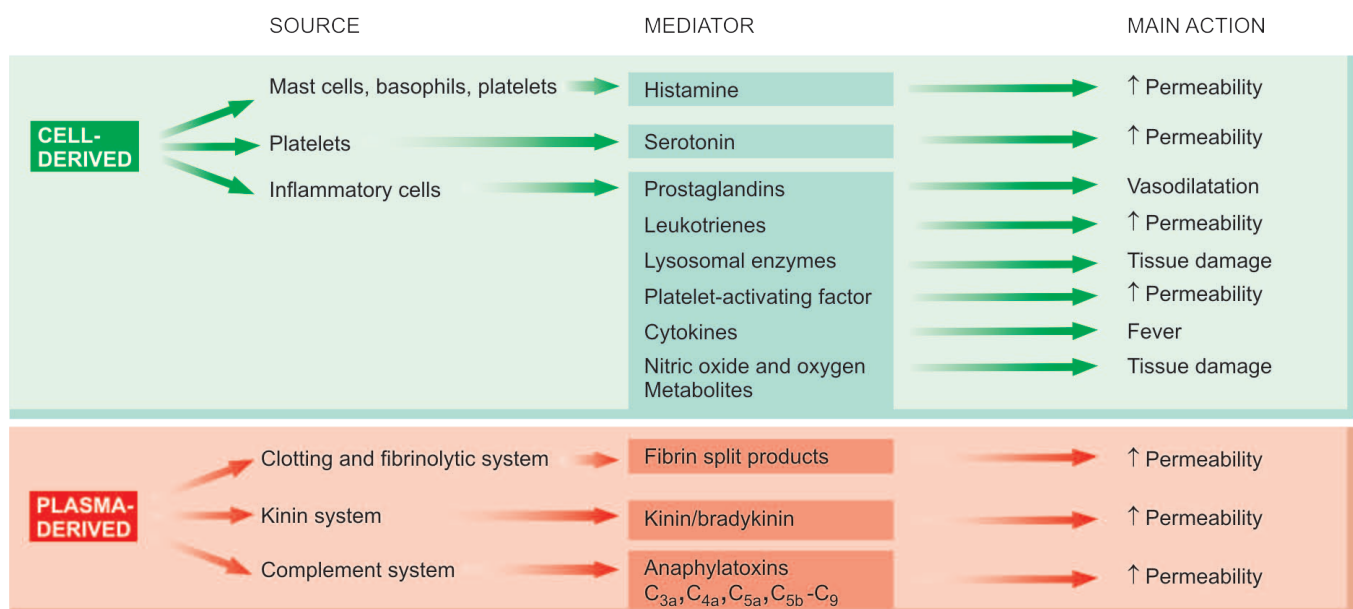 SOURCE MEDIATOR MAIN ACTION
CELL-
DERIVED
Mast cells, basophils, platelets Histamine ↑ Permeability
Platelets Serotonin ↑ Permeability
Inflammatory cells Prostaglandins Vasodilatation
Leukotrienes ↑ Permeability
Lysosomal enzymes Tissue damage
Platelet-activating factor ↑ Permeability
Cytokines Fever
Nitric oxide and oxygen Tissue damage
Metabolites
PLASMA-
DERIVED
Clotting and fibrinolytic system Fibrin split products ↑ Permeability
Kinin system Kinin/bradykinin ↑ Permeability
Complement system Anaphylatoxins ↑ Permeability
C3a,C4a,C5a,C5b-C9